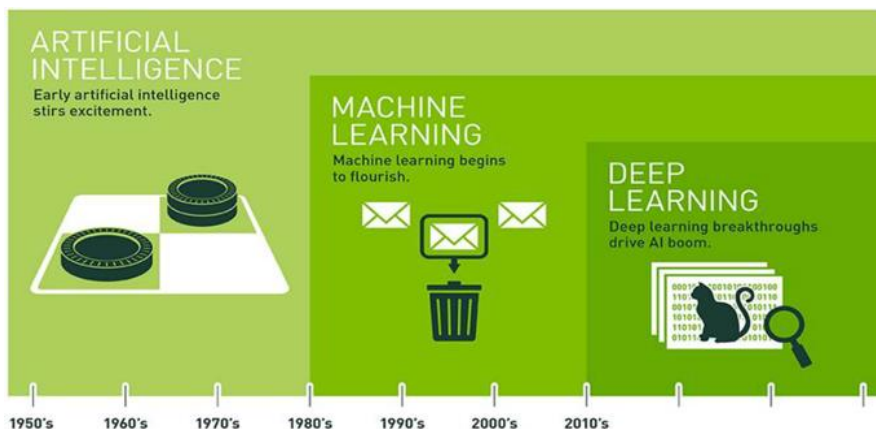 ARTIFICIAL
INTELLIGENCE
Early artificial intelligence
stirs excitement.
MACHINE
LEARNING
Machine learning begins
to flourish.
DEEP
LEARNING
Deep learning breakthroughs
drive AI boom.
1950's 1960's 1970's 1980's 1990's 2000's 2010's